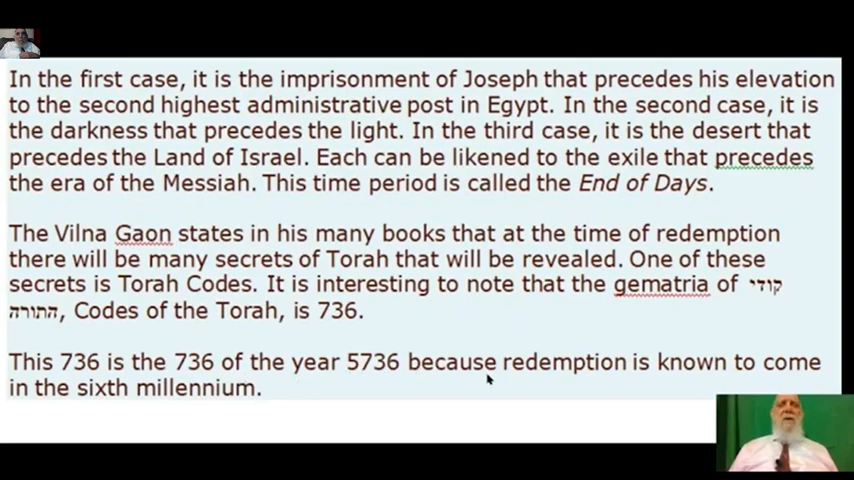 In the first case, it is the imprisonment of Joseph that precedes his elevation
to the second highest administrative post in Egypt. In the second case, it is
the darkness that precedes the light. In the third case, it is the desert that
precedes the Land of Israel. Each can be likened to the exile that precedes
the era of the Messiah. This time period is called the End of Days.
The Vilna Gaon states in his many books that at the time of redemption
there will be many secrets of Torah that will be revealed. One of these
secrets is Torah Codes. It is interesting to note that the gematria of קודי
התורה, Codes of the Torah, is 736.
This 736 is the 736 of the year 5736 because redemption is known to come
in the sixth millennium.